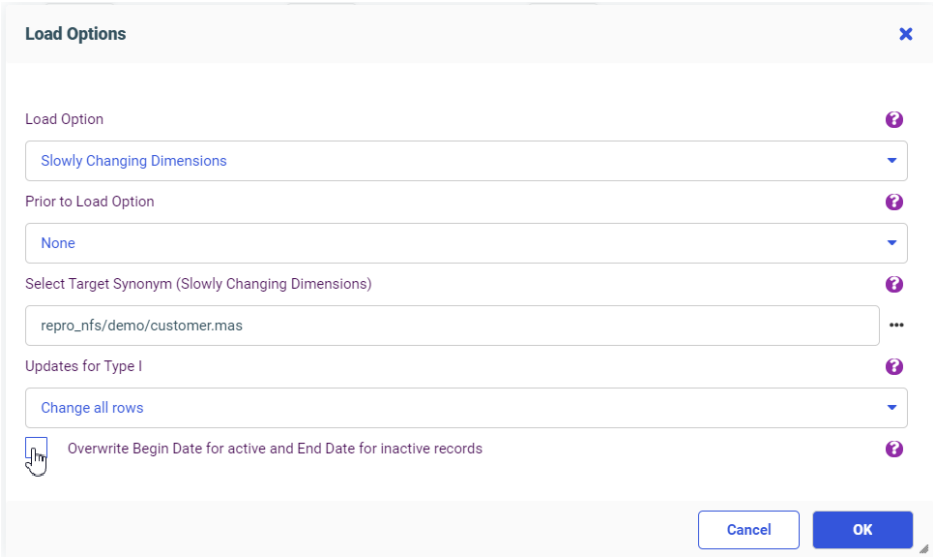 Load Options
Load Option
Slowly Changing Dimensions
Prior to Load Option
None
Select Target Synonym (Slowly Changing Dimensions)
repro_nfs/demo/customer.mas
Updates for Type I
Change all rows
Overwrite Begin Date for active and End Date for inactive records
Cancel OK